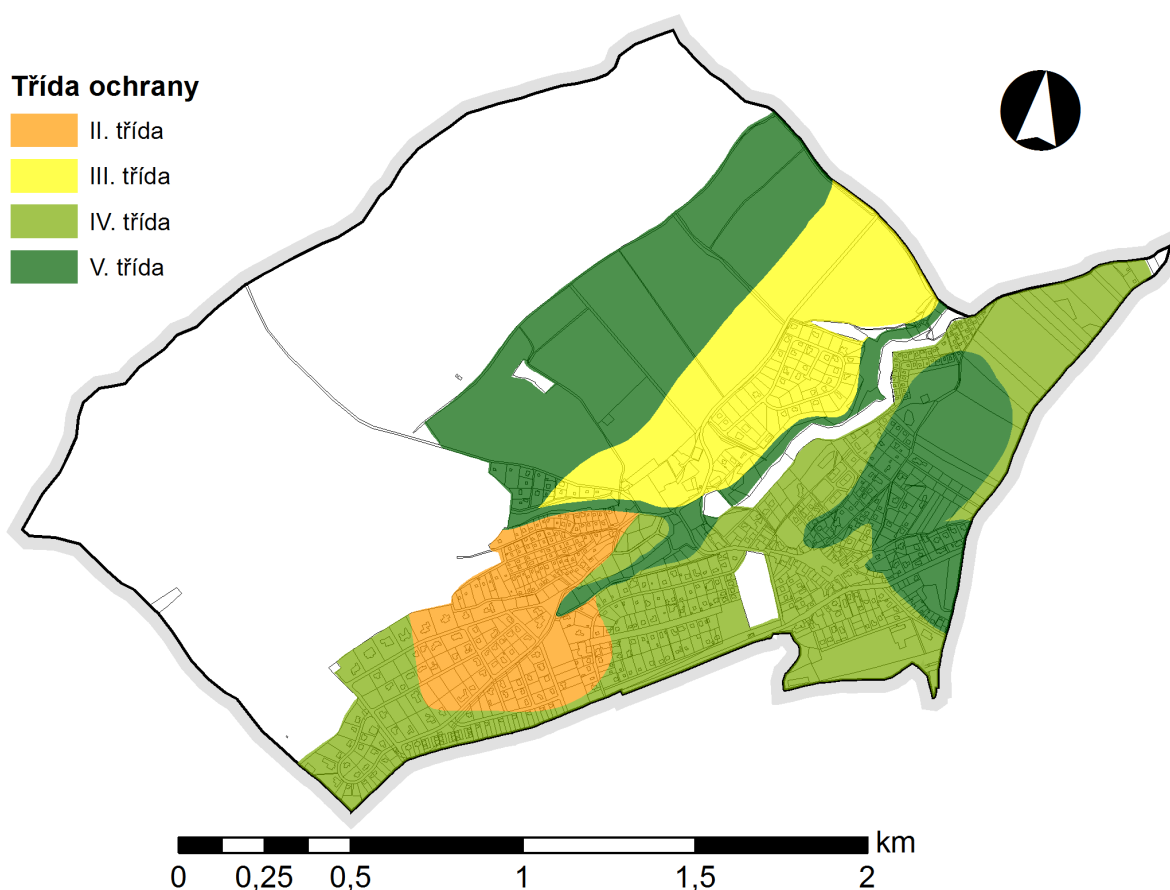 Třída ochrany
II. třída
III. třída
IV. třída
V. třída
km
0 0,25 0,5 1 1,5 2